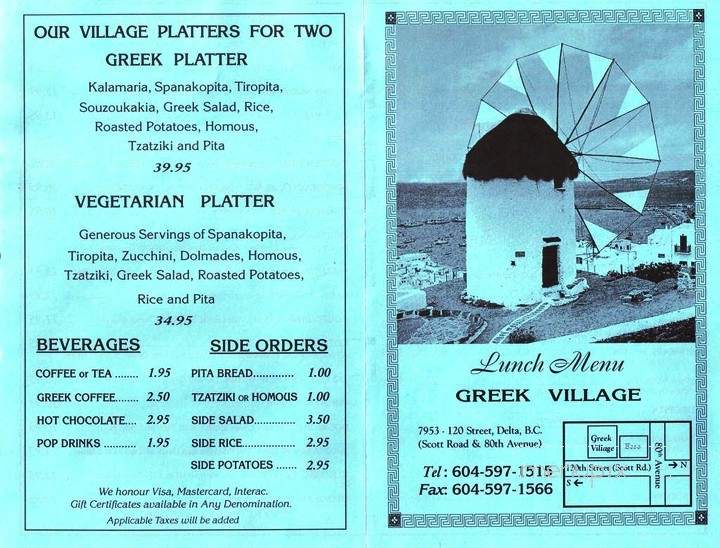 OUR VILLAGE PLATTERS FOR TWO
GREEK PLATTER
Kalamaria, Spanakopita, Tiropita,
Souzoukakia, Greek Salad, Rice,
Roasted Potatoes, Homous,
Tzatziki and Pita
39.95
VEGETARIAN PLATTER
Generous Servings of Spanakopita,
Tiropita, Zucchini, Dolmades, Homous,
Tzatziki, Greek Salad, Roasted Potatoes,
Rice and Pita
34.95
BEVERAGES
COFFEE or TEA ........ 1.95
GREEK COFFEE....... 2.50
HOT CHOCOLATE.... 2.95
POP DRINKS ........... 1.95
SIDE ORDERS
PITA BREAD............. 1.00
TZATZIKI OR HOMOUS 1.00
SIDE SALAD............. 3.50
SIDE RICE................ 2.95
SIDE POTATOES ....... 2.95
We honour Visa, Mastercard, Interac.
Gift Certificates available in Any Denomination.
Applicable Taxes will be added
Lunch Menu
GREEK VILLAGE
7953 - 120 Street, Delta, B.C.
(Scott Road & 80th Avenue)
Tel : 604-597-1515
Fax: 604-597-1566
Greek
Village
Esso
80th Avenue
120th Street (Scott Rd.)
→ N
S ←